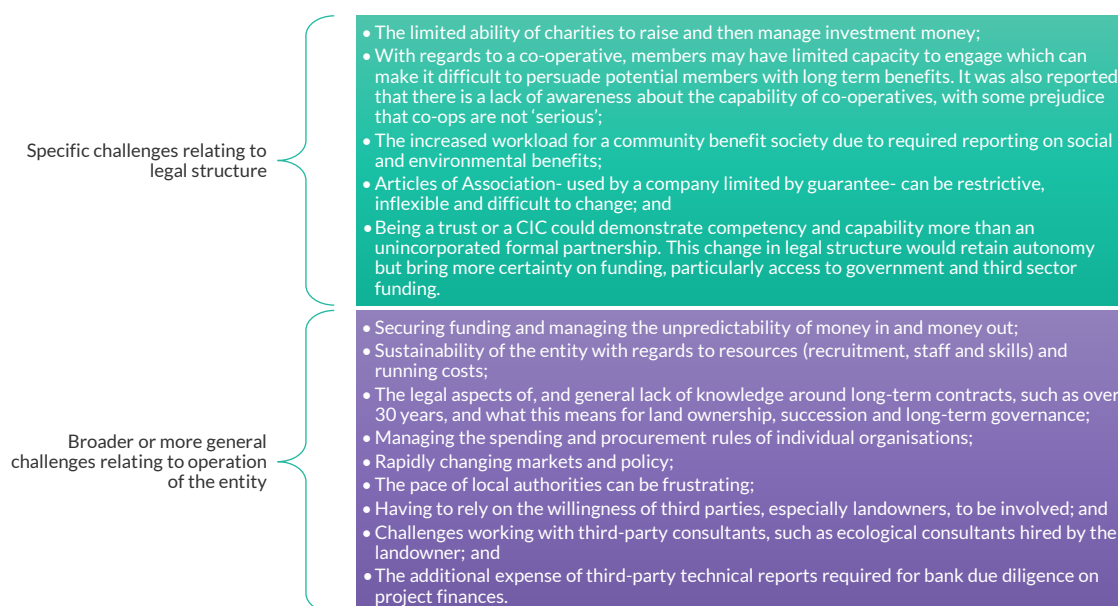 Specific challenges relating to
legal structure
• The limited ability of charities to raise and then manage investment money;
• With regards to a co-operative, members may have limited capacity to engage which can
make it difficult to persuade potential members with long term benefits. It was also reported
that there is a lack of awareness about the capability of co-operatives, with some prejudice
that co-ops are not ‘serious’;
• The increased workload for a community benefit society due to required reporting on social
and environmental benefits;
• Articles of Association- used by a company limited by guarantee- can be restrictive,
inflexible and difficult to change; and
• Being a trust or a CIC could demonstrate competency and capability more than an
unincorporated formal partnership. This change in legal structure would retain autonomy
but bring more certainty on funding, particularly access to government and third sector
funding.
Broader or more general
challenges relating to operation
of the entity
• Securing funding and managing the unpredictability of money in and money out;
• Sustainability of the entity with regards to resources (recruitment, staff and skills) and
running costs;
• The legal aspects of, and general lack of knowledge around long-term contracts, such as over
30 years, and what this means for land ownership, succession and long-term governance;
• Managing the spending and procurement rules of individual organisations;
• Rapidly changing markets and policy;
• The pace of local authorities can be frustrating;
• Having to rely on the willingness of third parties, especially landowners, to be involved; and
• Challenges working with third-party consultants, such as ecological consultants hired by the
landowner; and
• The additional expense of third-party technical reports required for bank due diligence on
project finances.